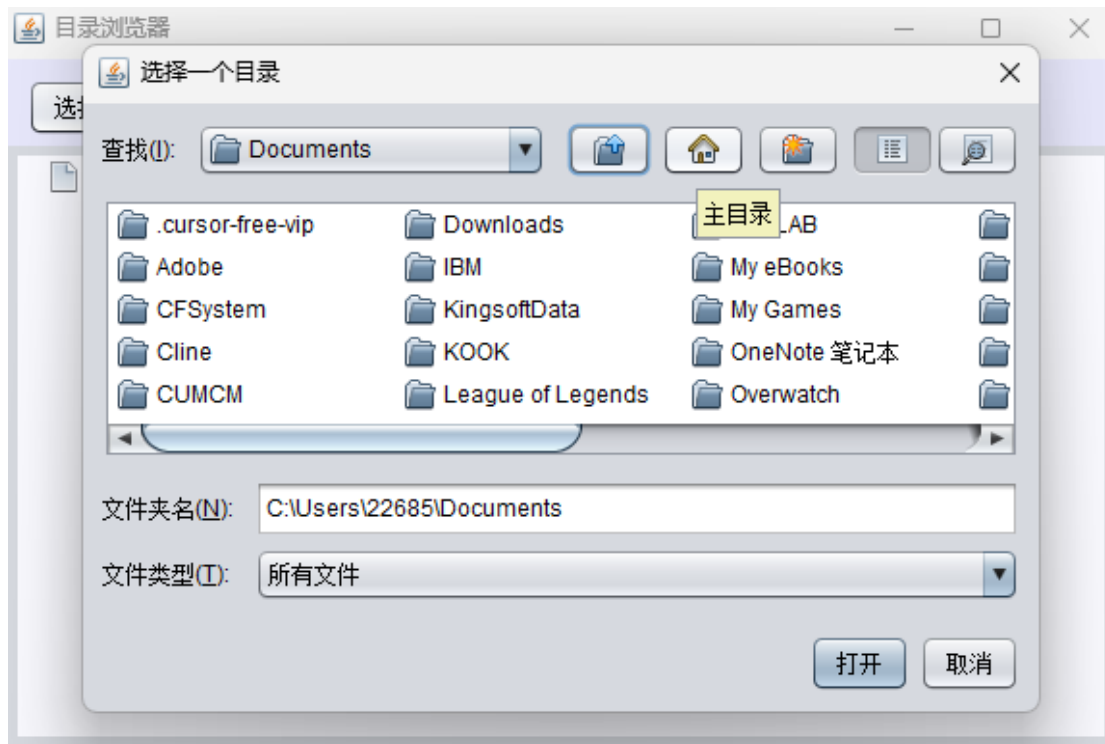 目录浏览器
选择一个目录
选
查找(I): Documents
主目录
.cursor-free-vip Downloads LAB
Adobe IBM My eBooks
CFSystem KingsoftData My Games
Cline KOOK OneNote 笔记本
CUMCM League of Legends Overwatch
文件夹名(N): C:\Users\22685\Documents
文件类型(T): 所有文件
打开 取消